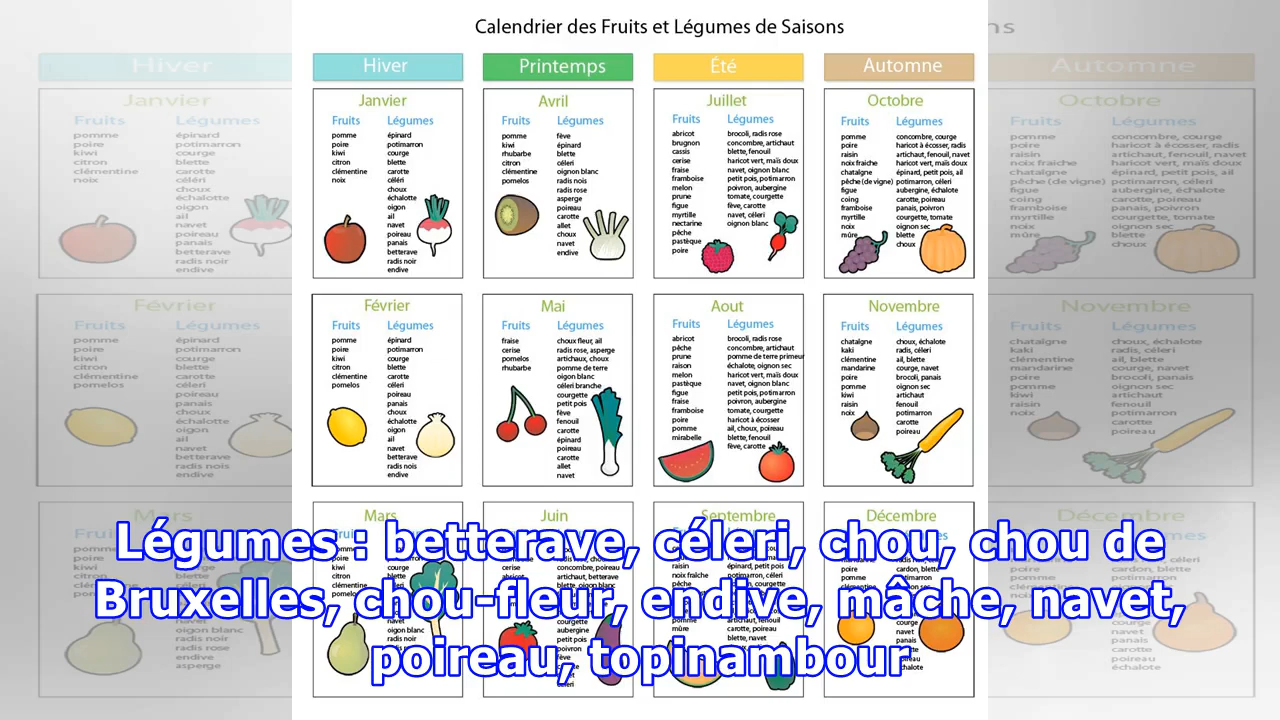 Calendrier des Fruits et Légumes de Saisons
Hiver
Printemps
Été
Automne
Janvier
Fruits
Légumes
pomme
poire
kiwi
citron
clémentine
noix
épinard
potimarron
courge
blette
carotte
céléri
choux
échallotte
oigon
ail
navet
poireau
panais
betterave
radis noir
endive
Avril
Fruits
Légumes
pomme
kiwi
rhubarbe
citron
clémentine
pomelos
fève
épinard
blette
céleri
oignon blanc
radis nois
radis rose
asperge
poireau
carotte
allet
choux
navet
endive
Juillet
Fruits
Légumes
abricot
brugnon
cassis
cerise
fraise
framboise
melon
prune
figue
myrtille
nectarine
pêche
pastèque
poire
brocoli, radis rose
concombre, artichaut
blette, fenouil
haricot vert, maïs doux
navet, oignon blanc
petit pois, potimarron
poivron, aubergine
tomate, courgette
fève, carotte
navet, céleri
oignon blanc
Octobre
Fruits
Légumes
pomme
poire
raisin
noix fraiche
chatalgne
pêche (de vigne)
figue
coing
framboise
myrtille
noix
mûre
concombre, courge
haricot à écosser, radis
artichaut, fenouil, navet
haricot vert, maïs doux
épinard, petit pois, ail
potimarron, céleri
aubergine, échalote
carotte, poireau
panais, poivron
courgette, tomate
oignon sec
blette
choux
Février
Fruits
Légumes
pomme
poire
kiwi
citron
clémentine
pomelos
épinard
potimarron
courge
blette
carotte
céléri
poireau
panais
choux
échalotte
oigon
ail
navet
betterave
radis nois
endive
Mai
Fruits
Légumes
fraise
cerise
pomelos
rhubarbe
choux fleur, ail
radis rose, asperge
artichaux, choux
pomme de terre
oignon blanc
céleri branche
courgette
petit pois
fève
fenouil
carotte
épinard
poireau
carotte
allet
navet
Aout
Fruits
Légumes
abricot
pêche
prune
raison
melon
pastèque
figue
fraise
framboise
poire
pomme
mirabelle
brocoli, radis rose
concombre, artichaut
pomme de terre primeur
échalote, oignon sec
haricot vert, maïs doux
navet, oignon blanc
petit pois, potimarron
poivron, aubergine
tomate, courgette
haricot à écosser
ail, choux, poireau
blette, fenouil
fève, carotte
Novembre
Fruits
Légumes
chatalgne
kaki
clémentine
mandarine
poire
pomme
kiwi
raisin
noix
choux, échalote
radis, céleri
ail, blette
courge, navet
brocoli, panais
oignon sec
artichaut
fenouil
potimarron
carotte
poireau
Mars
Juin
Septembre
Décembre
Légumes : betterave, céleri, chou, chou de
Bruxelles, chou-fleur, endive, mâche, navet,
poireau, topinambour